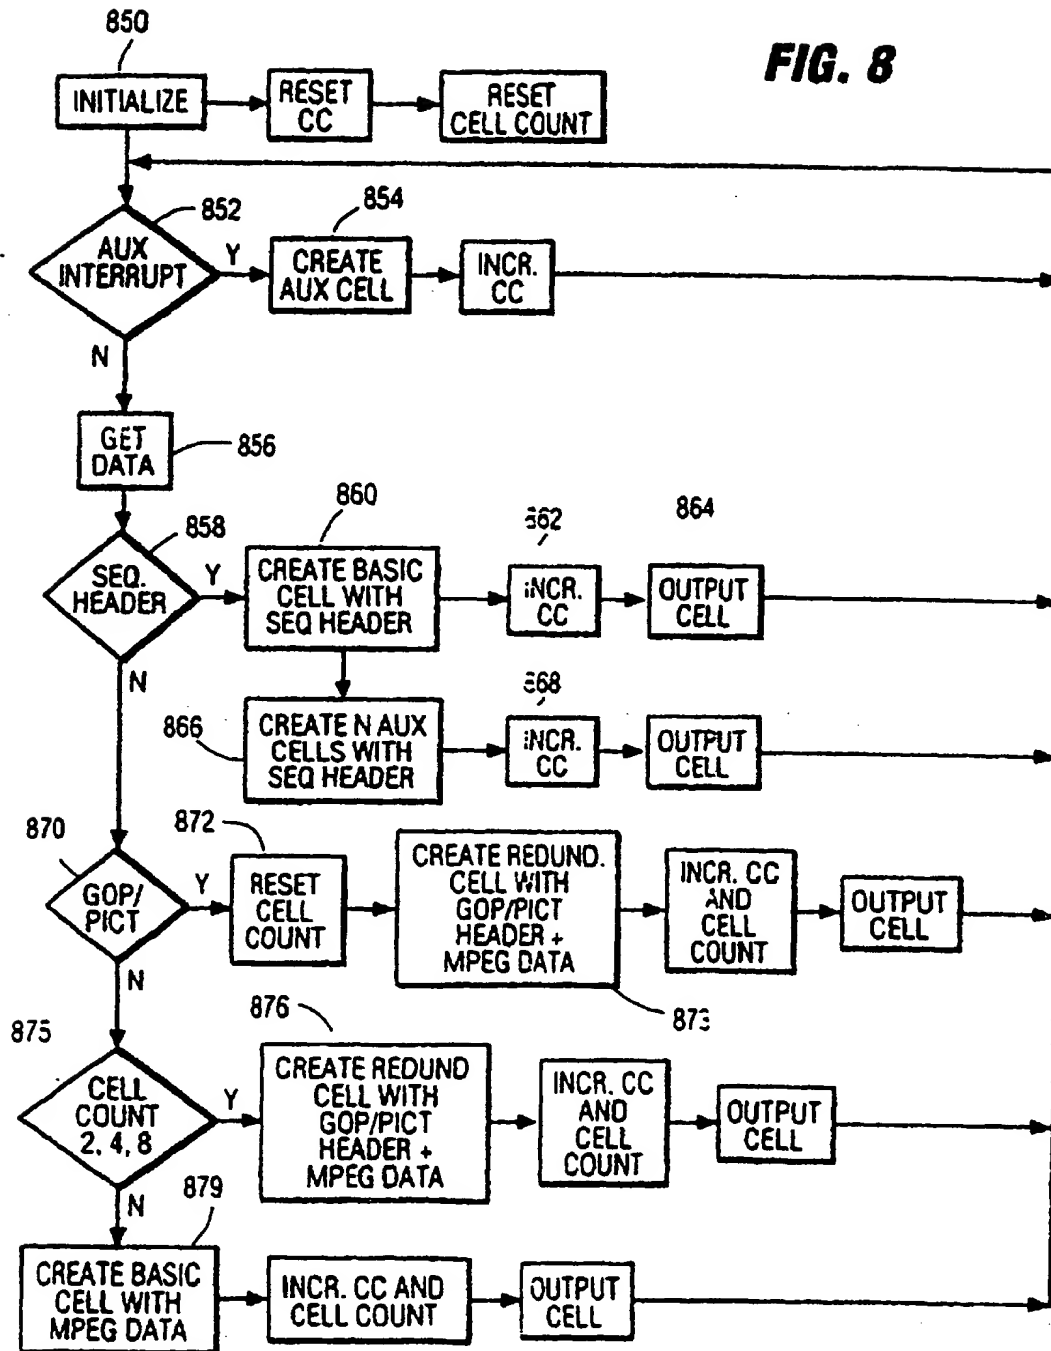 850
FIG. 8
INITIALIZE
RESET
CC
RESET
CELL COUNT
852
854
AUX
INTERRUPT
Y
CREATE
AUX CELL
INCR.
CC
N
GET
DATA
856
858
860
862
864
SEQ.
HEADER
Y
CREATE BASIC
CELL WITH
SEQ HEADER
INCR.
CC
OUTPUT
CELL
N
866
868
CREATE N AUX
CELLS WITH
SEQ HEADER
INCR.
CC
OUTPUT
CELL
870
872
GOP/
PICT
Y
RESET
CELL
COUNT
CREATE REDUND.
CELL WITH
GOP/PICT
HEADER +
MPEG DATA
INCR. CC
AND
CELL
COUNT
OUTPUT
CELL
N
873
875
876
CELL
COUNT
2, 4, 8
Y
CREATE REDUND
CELL WITH
GOP/PICT
HEADER +
MPEG DATA
INCR. CC
AND
CELL
COUNT
OUTPUT
CELL
N
879
CREATE BASIC
CELL WITH
MPEG DATA
INCR. CC AND
CELL COUNT
OUTPUT
CELL